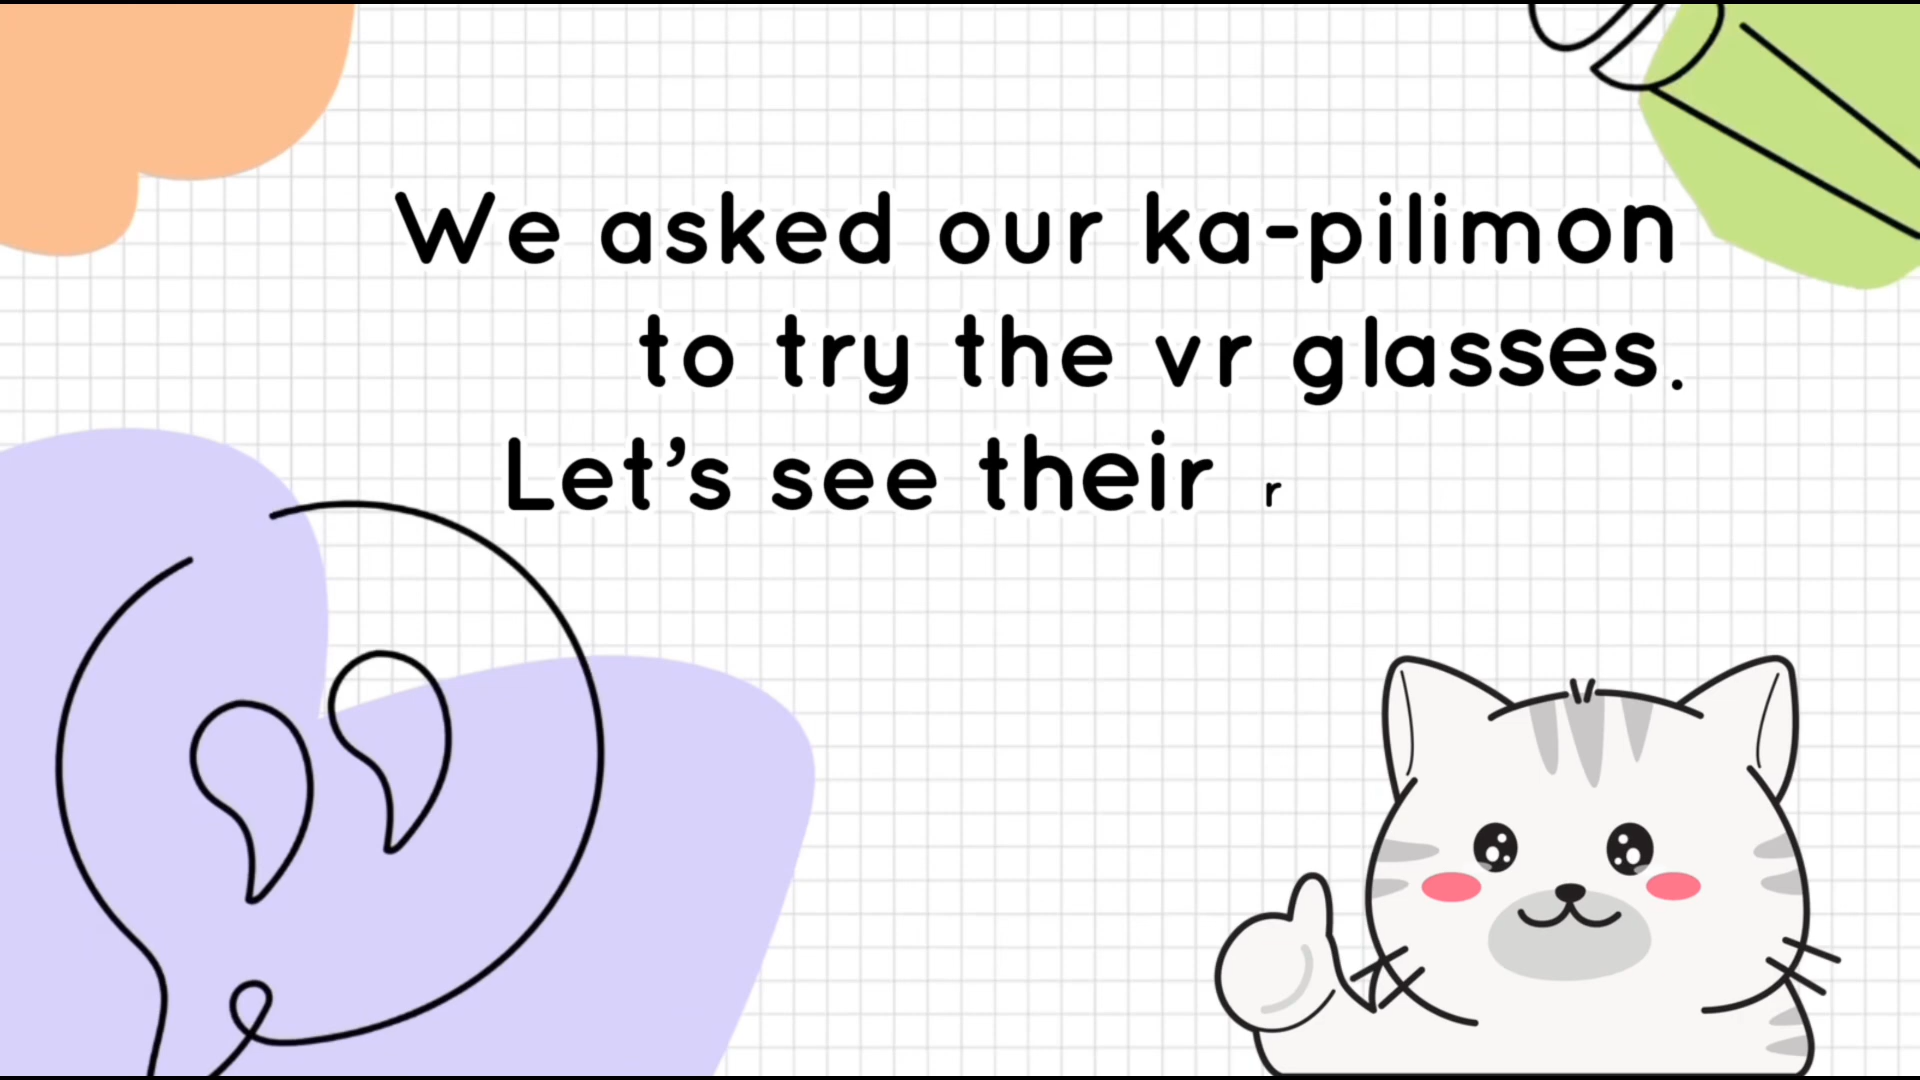 We asked our ka-pilimon
to try the vr glasses.
Let's see their r